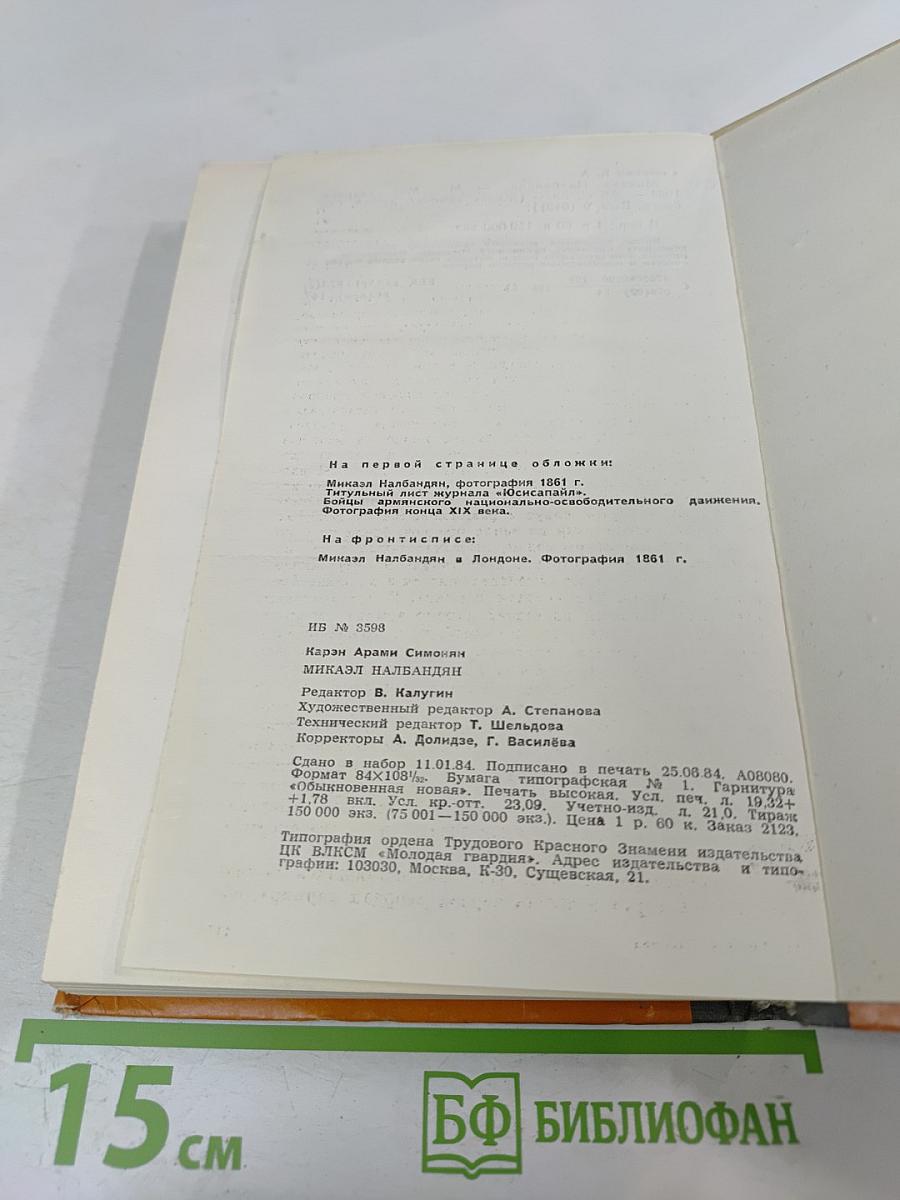 На первой странице обложки:
Микаэл Налбандян, фотография 1861 г.
Титульный лист журнала «Юсисапайл».
Бойцы армянского национально-освободительного движения.
Фотография конца XIX века.
На фронтисписе:
Микаэл Налбандян в Лондоне. Фотография 1861 г.
ИБ № 3598
Карэн Арами Симонян
МИКАЭЛ НАЛБАНДЯН
Редактор В. Калугин
Художественный редактор А. Степанова
Технический редактор Т. Шельдова
Корректоры А. Долидзе, Г. Василёва
Сдано в набор 11.01.84. Подписано в печать 25.06.84. А08080.
Формат 84×108¹/₃₂. Бумага типографская № 1. Гарнитура
«Обыкновенная новая». Печать высокая. Усл. печ. л. 19,32+
+1,78 вкл. Усл. кр.-отт. 23,09. Учетно-изд. л. 21,0. Тираж
150 000 экз. (75 001—150 000 экз.). Цена 1 р. 60 к. Заказ 2123.
Типография ордена Трудового Красного Знамени издательства
ЦК ВЛКСМ «Молодая гвардия». Адрес издательства и типо-
графии: 103030, Москва, К-30, Сущевская, 21.
15 см
БФ БИБЛИОФАН